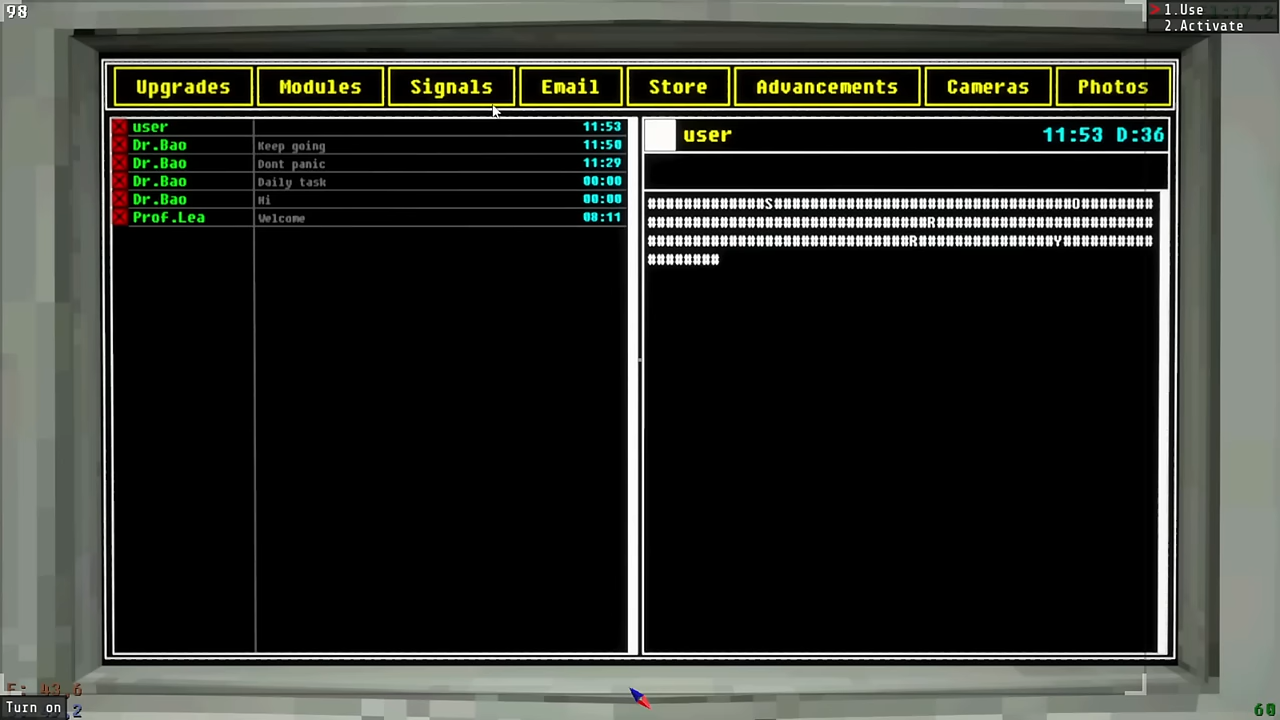 98
1.Use
2.Activate
Upgrades Modules Signals Email Store Advancements Cameras Photos
user 11:53
Dr.Bao Keep going 11:50
Dr.Bao Dont panic 11:29
Dr.Bao Daily task 00:00
Dr.Bao Hi 00:00
Prof.Lea Welcome 08:11
user 11:53 D:36
#############S#################################O########
###############################R########################
#############################R###############Y##########
########
Turn on
60